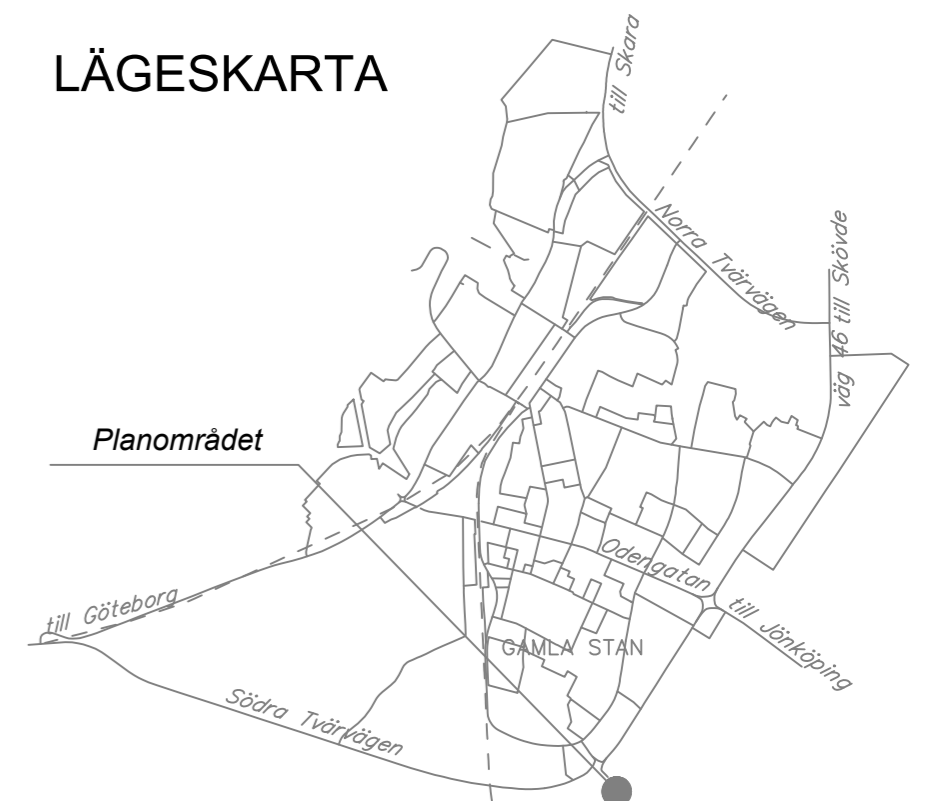 LÄGESKARTA
till Skara
Norra Tvärvägen
väg 46 till Skövde
Planområdet
Odengatan
till Göteborg
till Jönköping
GAMLA STAN
Södra Tvärvägen